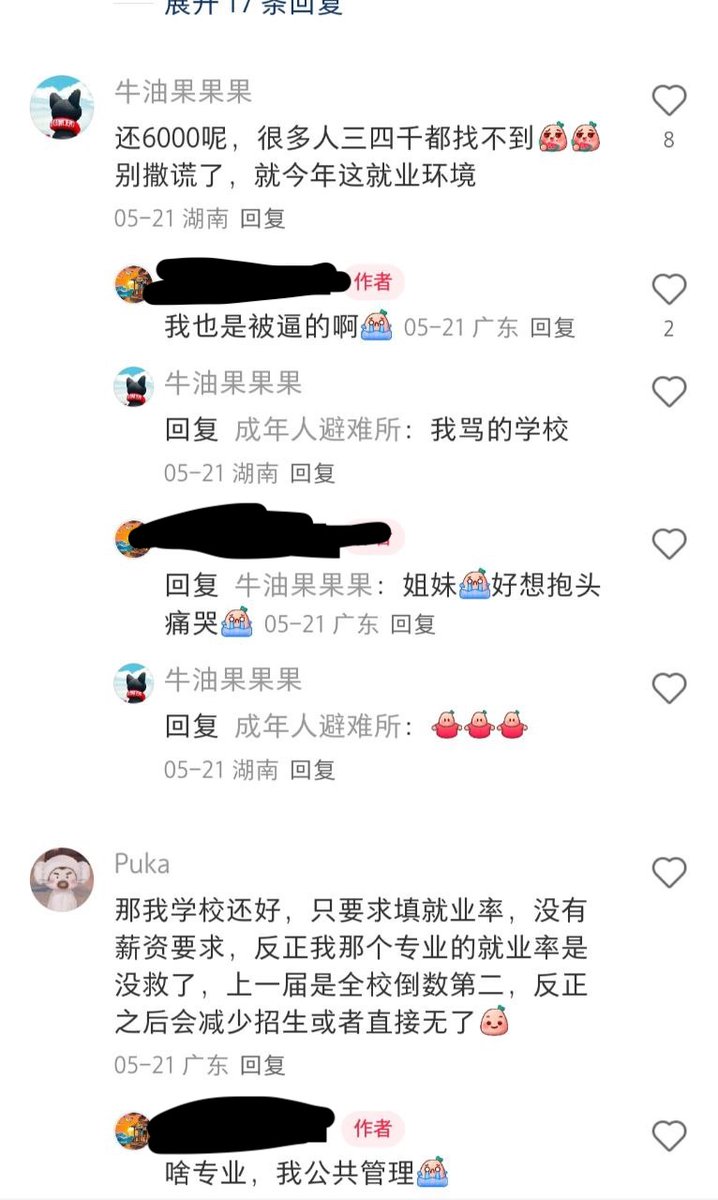 展开 17 条回复
牛油果果果
还6000呢，很多人三四千都找不到
8
别撒谎了，就今年这就业环境
05-21 湖南 回复
作者
我也是被逼的啊 05-21 广东 回复
2
牛油果果果
回复 成年人避难所：我骂的学校
05-21 湖南 回复
回复 牛油果果果：姐妹好想抱头
痛哭 05-21 广东 回复
牛油果果果
回复 成年人避难所：
05-21 湖南 回复
Puka
那我学校还好，只要求填就业率，没有
薪资要求，反正我那个专业的就业率是
没救了，上一届是全校倒数第二，反正
之后会减少招生或者直接无了
05-21 广东 回复
作者
啥专业，我公共管理